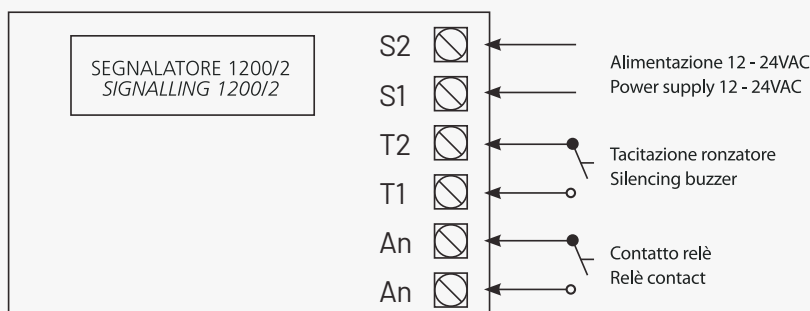 SEGNALATORE 1200/2
SIGNALLING 1200/2
S2
S1
T2
T1
An
An
Alimentazione 12 - 24VAC
Power supply 12 - 24VAC
Tacitazione ronzatore
Silencing buzzer
Contatto relè
Relè contact